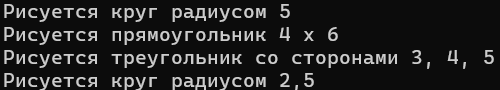 Рисуется круг радиусом 5
Рисуется прямоугольник 4 x 6
Рисуется треугольник со сторонами 3, 4, 5
Рисуется круг радиусом 2,5